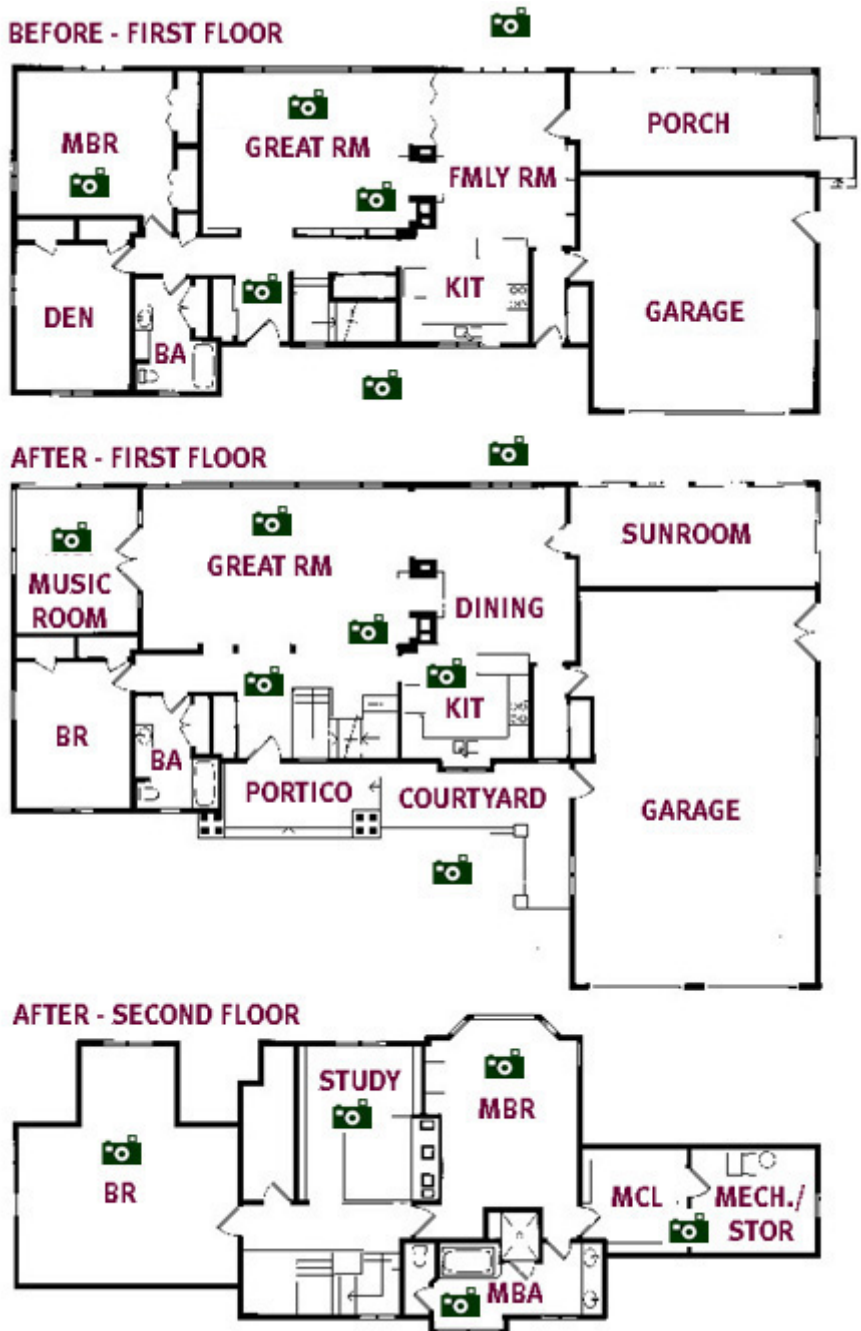 BEFORE - FIRST FLOOR
PORCH
MBR
GREAT RM
FMLY RM
DEN
BA
KIT
GARAGE
AFTER - FIRST FLOOR
SUNROOM
GREAT RM
MUSIC
ROOM
DINING
BR
BA
KIT
PORTICO
COURTYARD
GARAGE
AFTER - SECOND FLOOR
STUDY
MBR
BR
MCL
MECH./
STOR
MBA